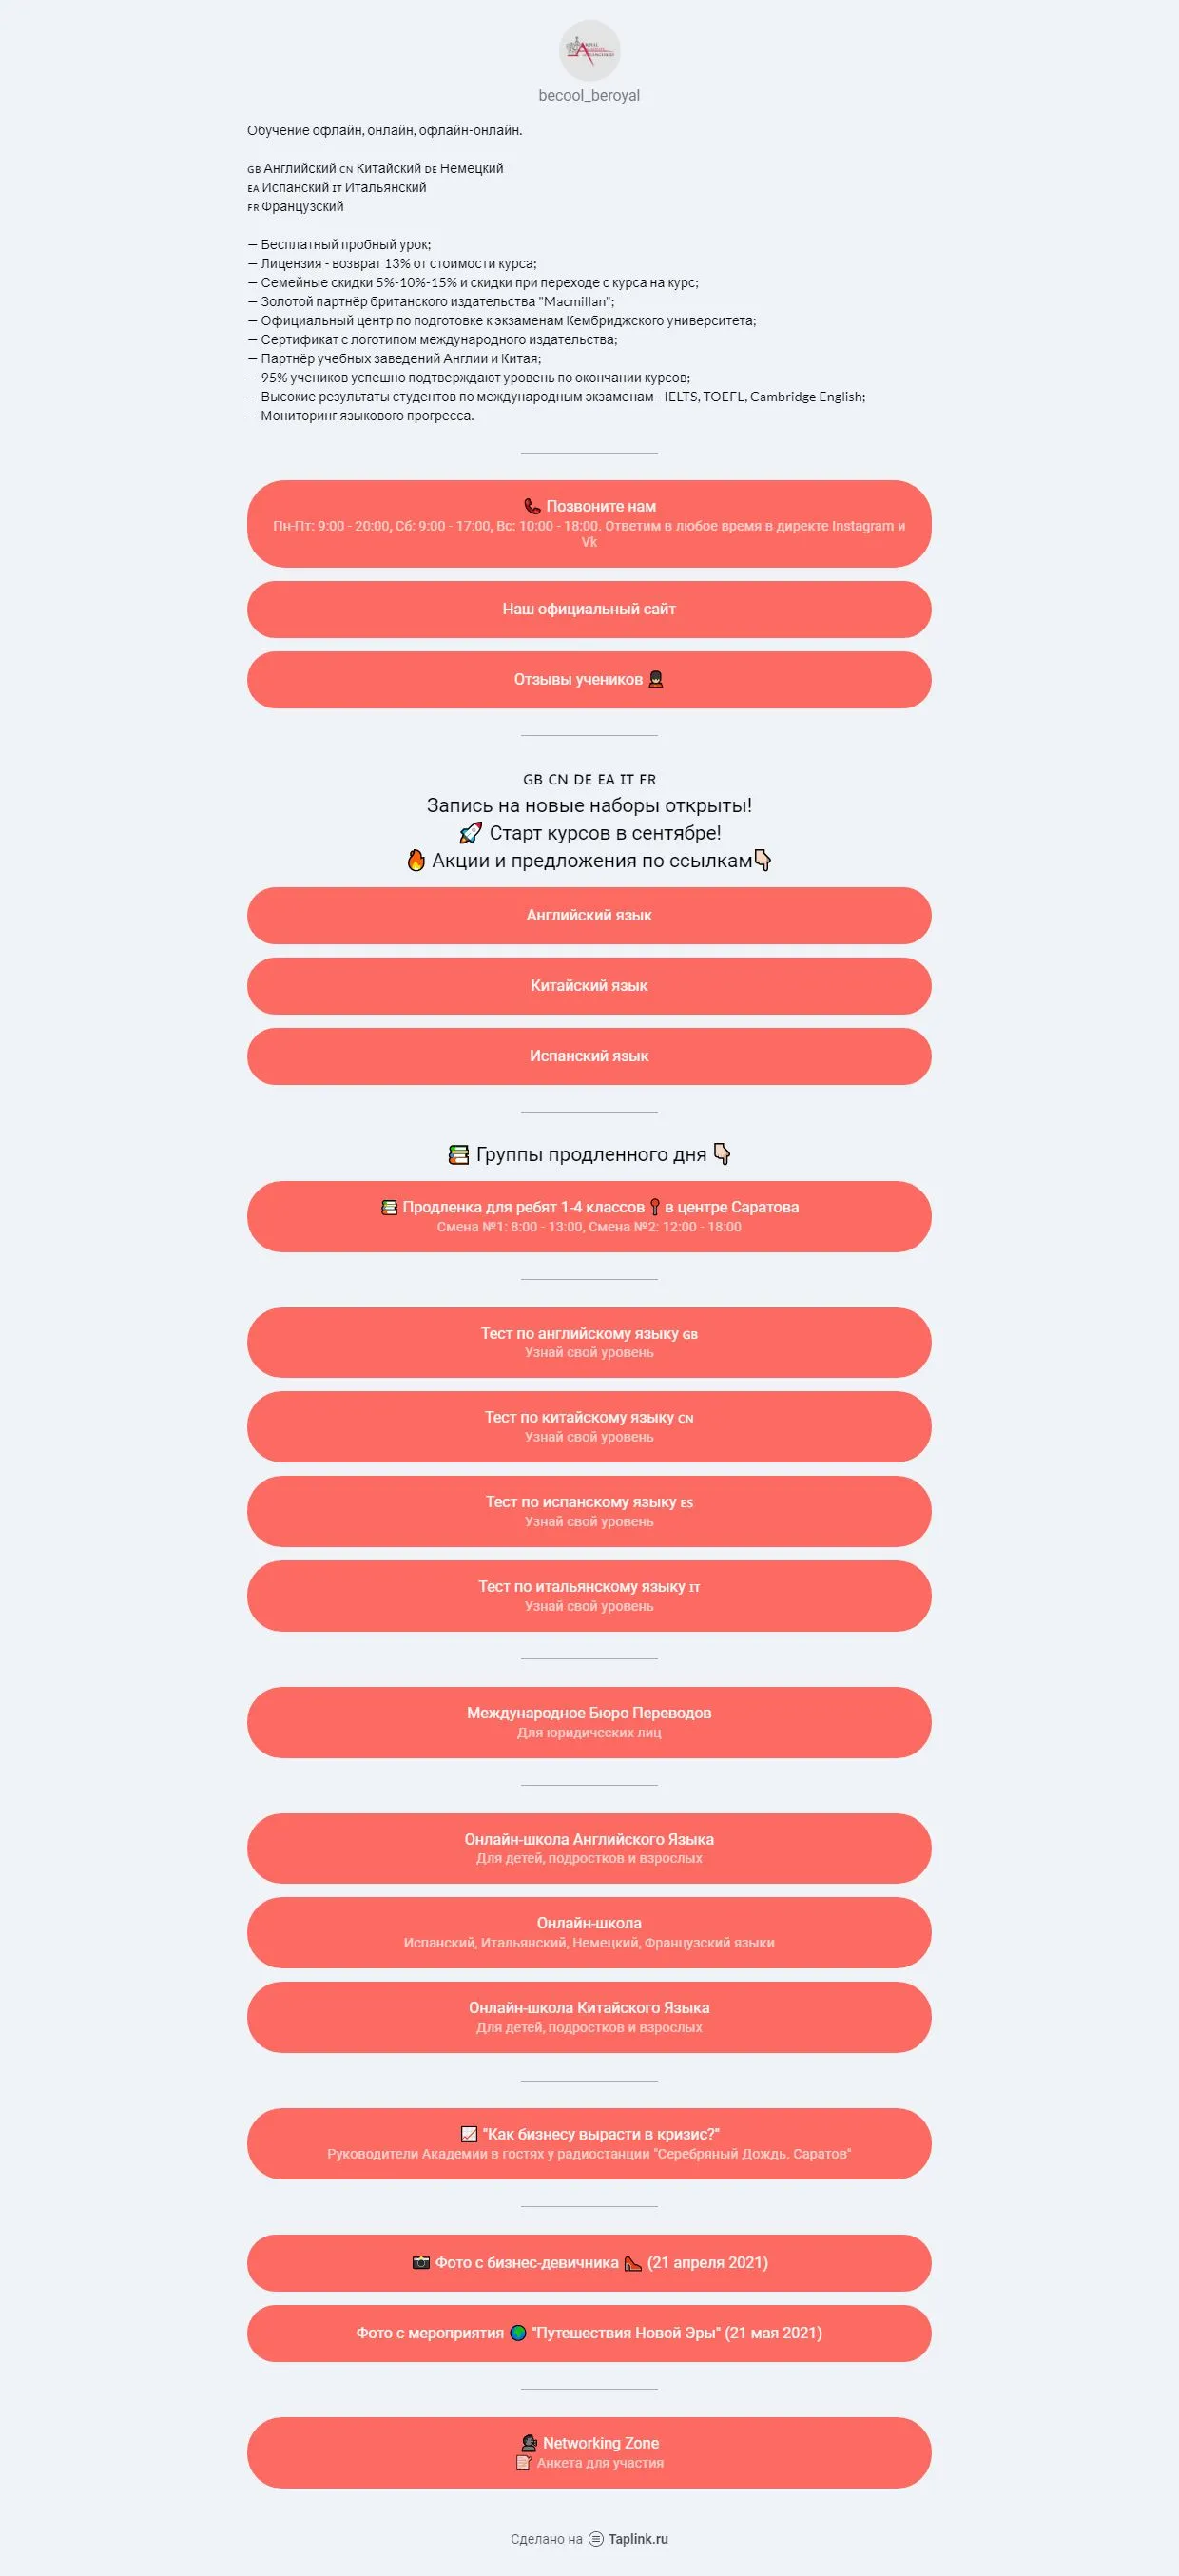 becool_beroyal
Обучение офлайн, онлайн, офлайн-онлайн.
GB Английский CN Китайский DE Немецкий
EA Испанский IT Итальянский
FR Французский
— Бесплатный пробный урок;
— Лицензия - возврат 13% от стоимости курса;
— Семейные скидки 5%-10%-15% и скидки при переходе с курса на курс;
— Золотой партнёр британского издательства "Macmillan";
— Официальный центр по подготовке к экзаменам Кембриджского университета;
— Сертификат с логотипом международного издательства;
— Партнёр учебных заведений Англии и Китая;
— 95% учеников успешно подтверждают уровень по окончании курсов;
— Высокие результаты студентов по международным экзаменам - IELTS, TOEFL, Cambridge English;
— Мониторинг языкового прогресса.
📞 Позвоните нам
Пн-Пт: 9:00 - 20:00, Сб: 9:00 - 17:00, Вс: 10:00 - 18:00. Ответим в любое время в директе Instagram и
Vk
Наш официальный сайт
Отзывы учеников
GB CN DE EA IT FR
Запись на новые наборы открыты!
🚀 Старт курсов в сентябре!
🔥 Акции и предложения по ссылкам👇🏻
Английский язык
Китайский язык
Испанский язык
📚 Группы продленного дня 👇🏻
📚 Продленка для ребят 1-4 классов📍в центре Саратова
Смена №1: 8:00 - 13:00, Смена №2: 12:00 - 18:00
Тест по английскому языку GB
Узнай свой уровень
Тест по китайскому языку CN
Узнай свой уровень
Тест по испанскому языку ES
Узнай свой уровень
Тест по итальянскому языку IT
Узнай свой уровень
Международное Бюро Переводов
Для юридических лиц
Онлайн-школа Английского Языка
Для детей, подростков и взрослых
Онлайн-школа
Испанский, Итальянский, Немецкий, Французский языки
Онлайн-школа Китайского Языка
Для детей, подростков и взрослых
📈 "Как бизнесу вырасти в кризис?"
Руководители Академии в гостях у радиостанции "Серебряный Дождь. Саратов"
📸 Фото с бизнес-девичника 👠 (21 апреля 2021)
Фото с мероприятия 🌍 "Путешествия Новой Эры" (21 мая 2021)
🗣 Networking Zone
📝 Анкета для участия
Сделано на Taplink.ru